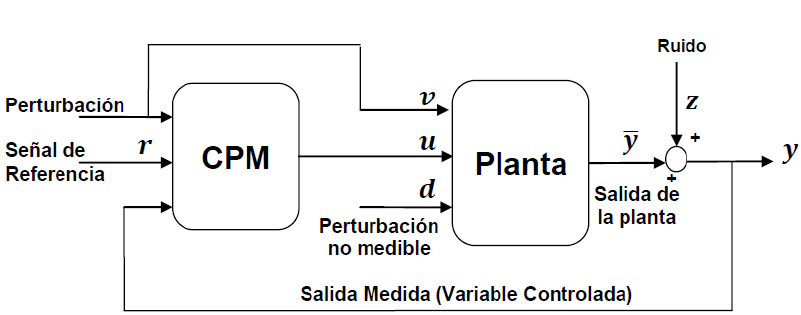 Ruido
Perturbación
v
z
+
Señal de
Referencia
r
CPM
u
Planta
y̅
y
+
d
Perturbación
no medible
Salida de
la planta
Salida Medida (Variable Controlada)